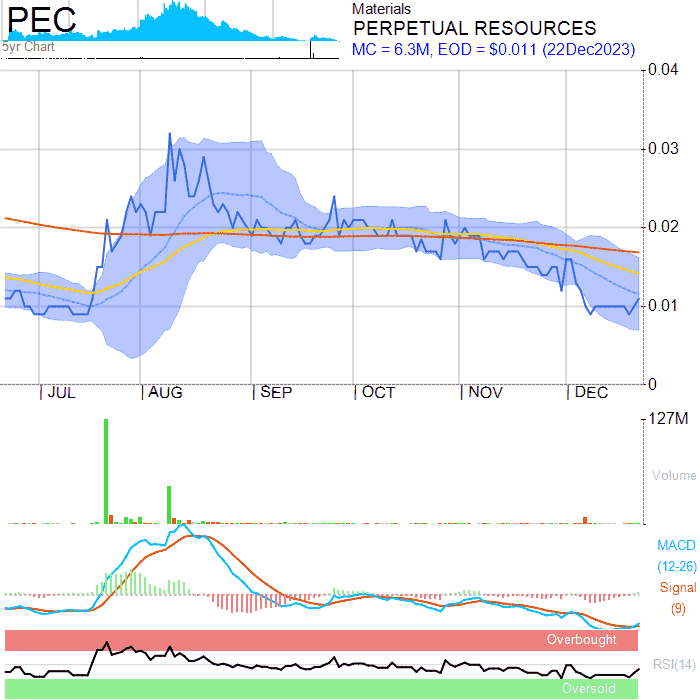 PEC
5yr Chart
Materials
PERPETUAL RESOURCES
MC = 6.3M, EOD = $0.011 (22Dec2023)
0.04
0.03
0.02
0.01
0
JUL AUG SEP OCT NOV DEC
127M
Volume
MACD
(12-26)
Signal
(9)
Overbought
RSI(14)
Oversold